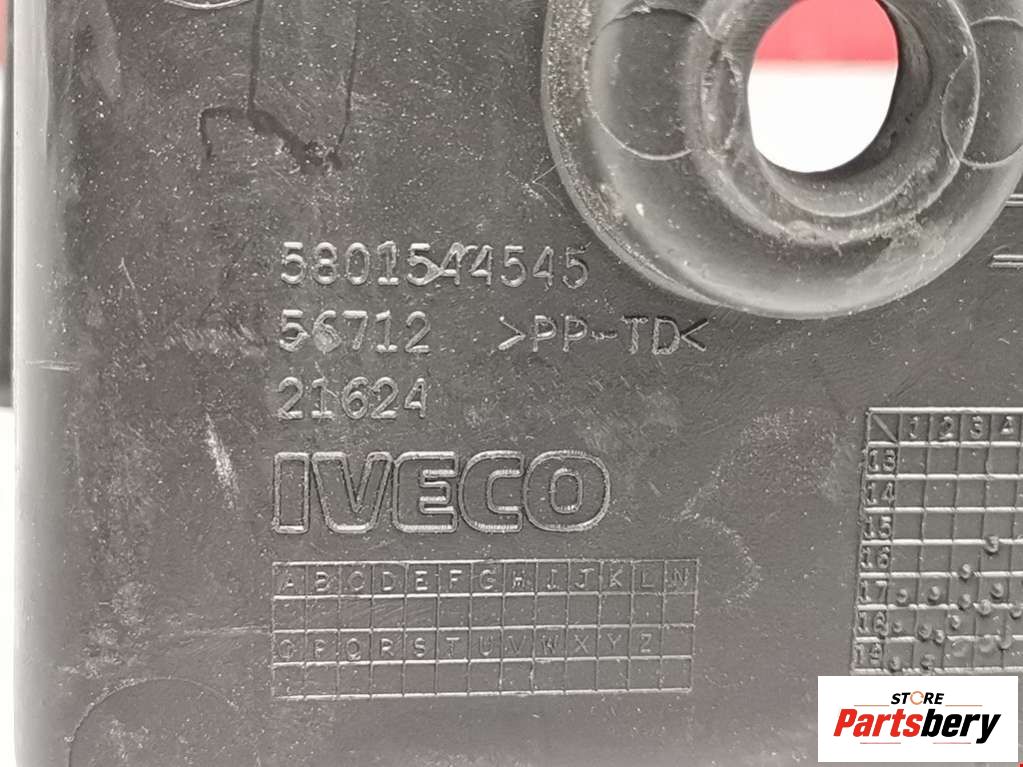 5801544545
56712 >PP-TD<
21624
IVECO
A B C D E F G H I J K L N
O P Q R S T U V W X Y Z
\ 1 2 3 4
13
14
15
16
17
18
19
STORE
Partsbery